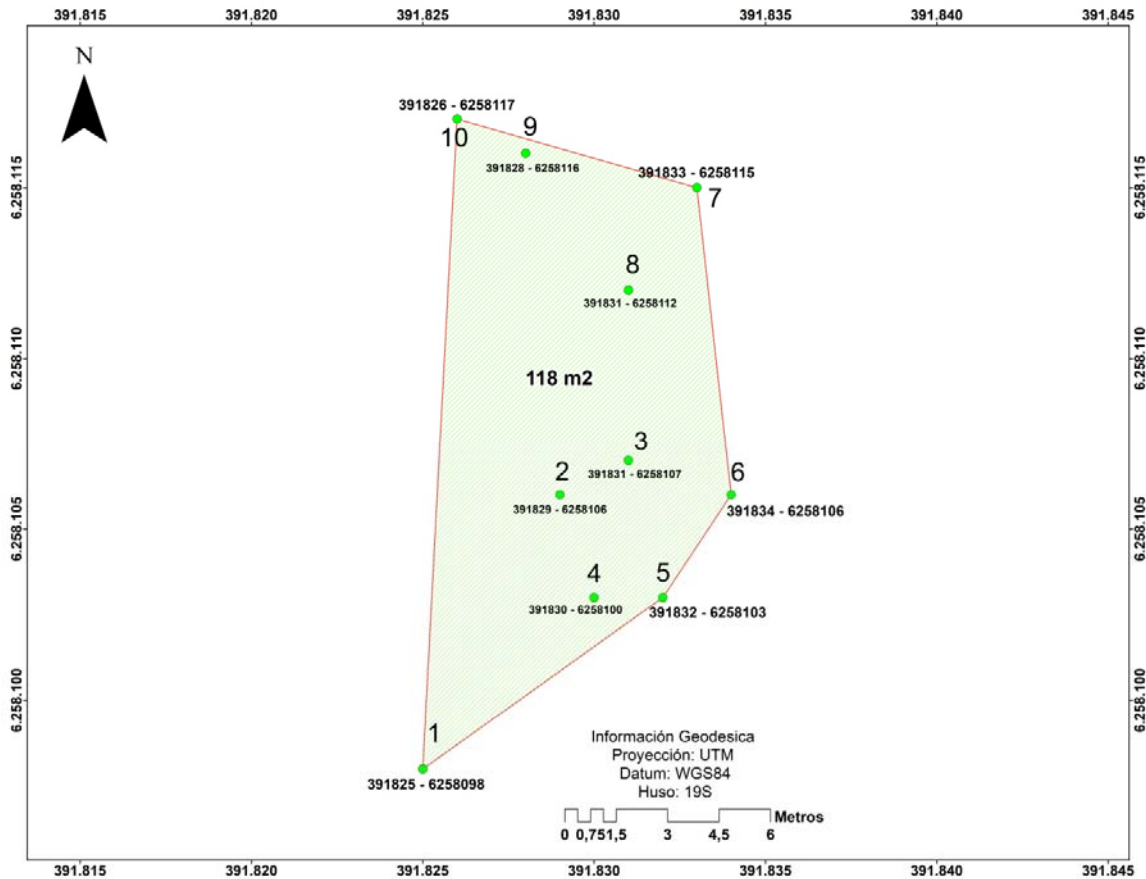 391.815 391.820 391.825 391.830 391.835 391.840 391.845
N
391826 - 6258117
10
9
391828 - 6258116
391833 - 6258115
7
6.258.115
6.258.115
8
391831 - 6258112
6.258.110
6.258.110
118 m2
3
391831 - 6258107
2
391829 - 6258106
6
391834 - 6258106
6.258.105
6.258.105
4
391830 - 6258100
5
391832 - 6258103
6.258.100
6.258.100
1
391825 - 6258098
Información Geodesica
Proyección: UTM
Datum: WGS84
Huso: 19S
Metros
0 0,75 1,5 3 4,5 6
391.815 391.820 391.825 391.830 391.835 391.840 391.845